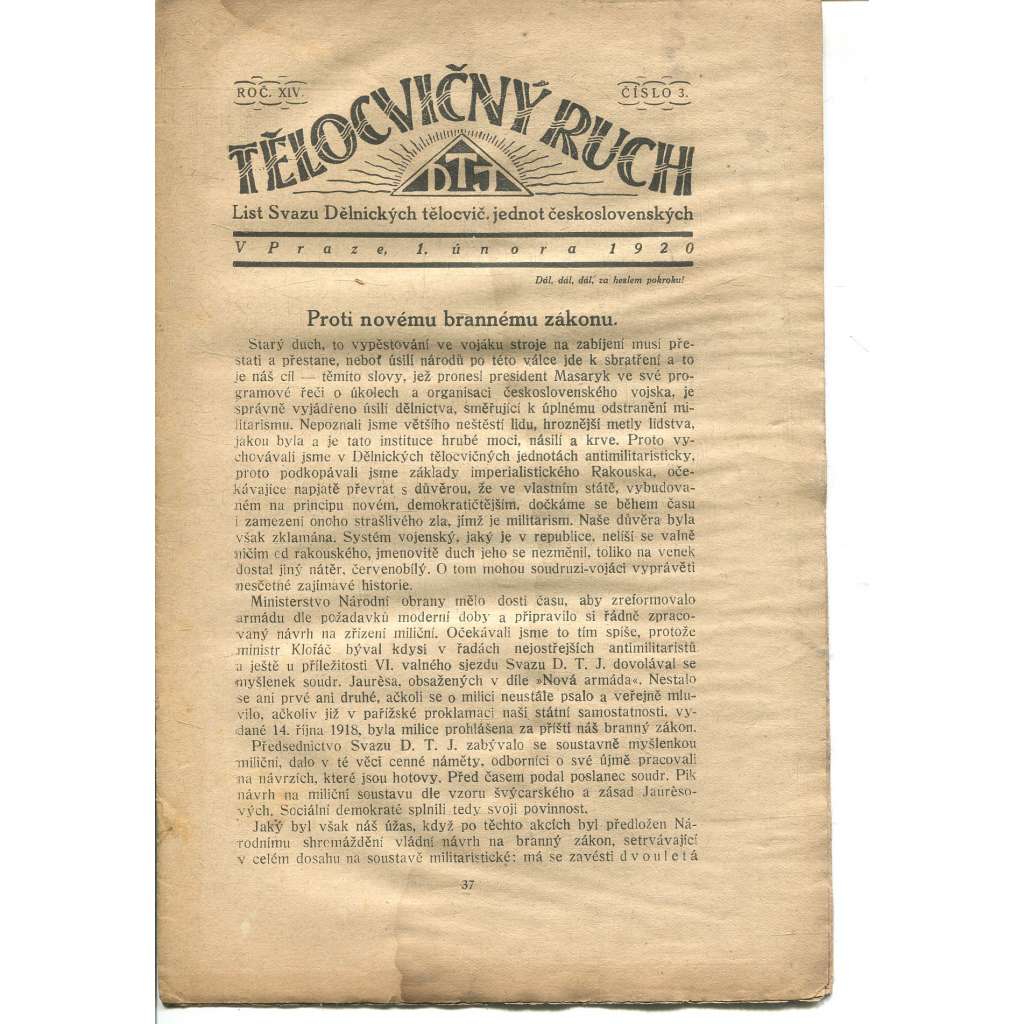 ROČ. XIV.
ČÍSLO 3.
TĚLOCVIČNÝ RUCH
DTJ
List Svazu Dělnických tělocvič. jednot československých
V Praze, 1. února 1920
Dál, dál, dál, za heslem pokroku!
Proti novému brannému zákonu.
Starý duch, to vypěstování ve vojáku stroje na zabíjení musí pře-
stati a přestane, neboť úsilí národů po této válce jde k sbratření a to
je náš cíl — těmito slovy, jež pronesl president Masaryk ve své pro-
gramové řeči o úkolech a organisaci československého vojska, je
správně vyjádřeno úsilí dělnictva, směřující k úplnému odstranění mi-
litarismu. Nepoznali jsme většího neštěstí lidu, hroznější metly lidstva,
jakou byla a je tato instituce hrubé moci, násilí a krve. Proto vy-
chovávali jsme v Dělnických tělocvičných jednotách antimilitaristicky,
proto podkopávali jsme základy imperialistického Rakouska, oče-
kávajíce napjatě převrat s důvěrou, že ve vlastním státě, vybudova-
ném na principu novém, demokratičtějším, dočkáme se během času
i zamezení onoho strašlivého zla, jímž je militarism. Naše důvěra byla
však zklamána. Systém vojenský, jaký je v republice, neliší se valně
ničím od rakouského, jmenovitě duch jeho se nezměnil, toliko na venek
dostal jiný nátěr, červenobílý. O tom mohou soudruzi-vojáci vyprávěti
nesčetné zajímavé historie.
Ministerstvo Národní obrany mělo dosti času, aby zreformovalo
armádu dle požadavků moderní doby a připravilo si řádně zpraco-
vaný návrh na zřízení miliční. Očekávali jsme to tím spíše, protože
ministr Klofáč býval kdysi v řadách nejostřejších antimilitaristů
a ještě u příležitosti VI. valného sjezdu Svazu D. T. J. dovolával se
myšlenek soudr. Jaurèsa, obsažených v díle »Nová armáda«. Nestalo
se ani prvé ani druhé, ačkoli se o milici neustále psalo a veřejně mlu-
vilo, ačkoliv již v pařížské proklamaci naší státní samostatnosti, vy-
dané 14. října 1918, byla milice prohlášena za příští náš branný zákon.
Předsednictvo Svazu D. T. J. zabývalo se soustavně myšlenkou
miliční, dalo v té věci cenné náměty, odborníci o své újmě pracovali
na návrzích, které jsou hotovy. Před časem podal poslanec soudr. Pik
návrh na miliční soustavu dle vzoru švýcarského a zásad Jaurèso-
vých. Sociální demokraté splnili tedy svoji povinnost.
Jaký byl však náš úžas, když po těchto akcích byl předložen Ná-
rodnímu shromáždění vládní návrh na branný zákon, setrvávající
v celém dosahu na soustavě militaristické: má se zavésti dvouletá
37